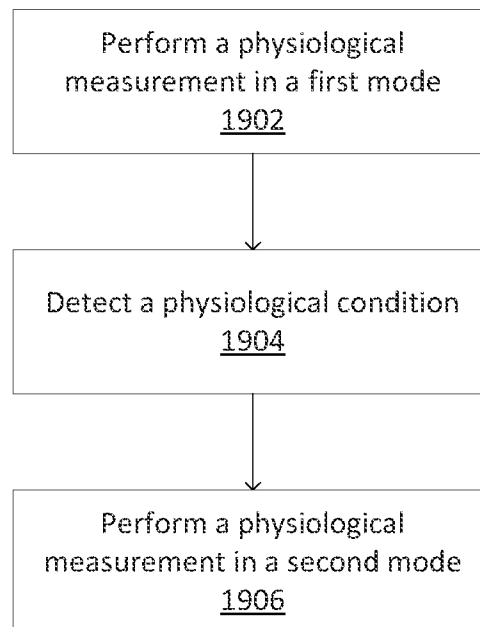 Perform a physiological
measurement in a first mode
1902
Detect a physiological condition
1904
Perform a physiological
measurement in a second mode
1906